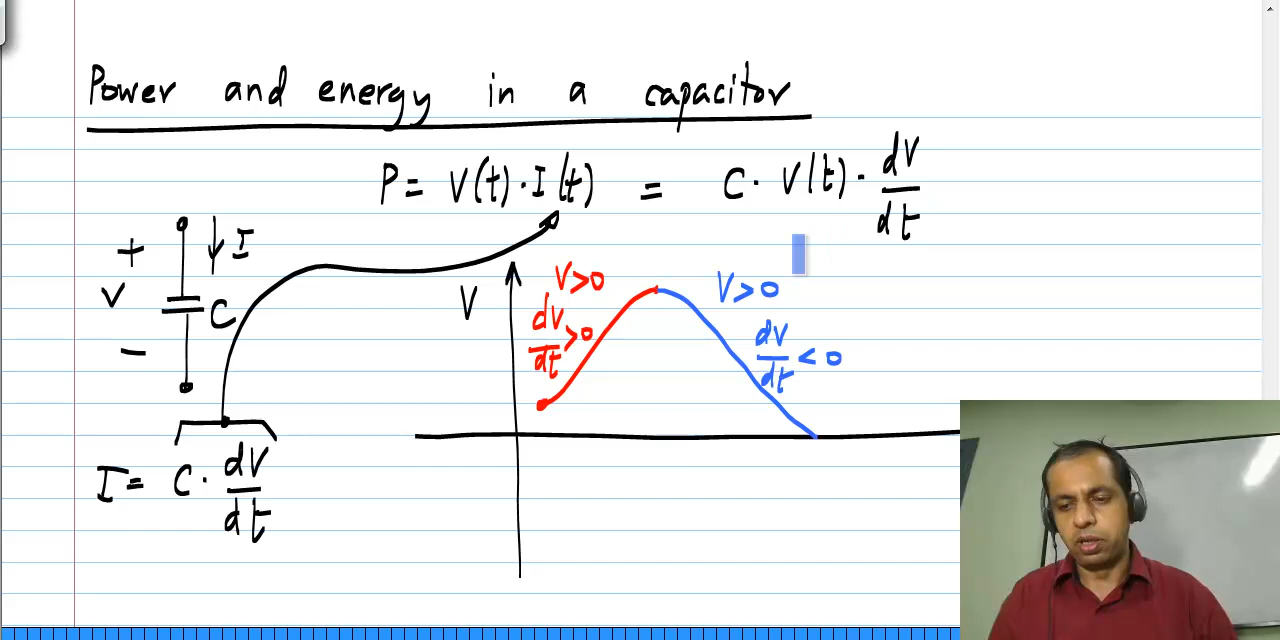 Power and energy in a capacitor
P = V(t) · I(t) = C · V(t) · dV/dt
+ ↓ I
V C
−
I = C · dV/dt
V
V>0
dV/dt >0
V>0
dV/dt < 0